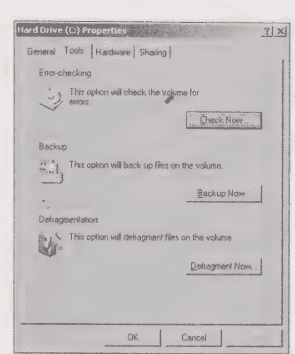 Hard Drive (C:) Properties ? X
General Tools Hardware Sharing
Error-checking
This option will check the volume for
errors.
Check Now...
Backup
This option will back up files on the volume.
Backup Now...
Defragmentation
This option will defragment files on the volume
Defragment Now...
OK Cancel